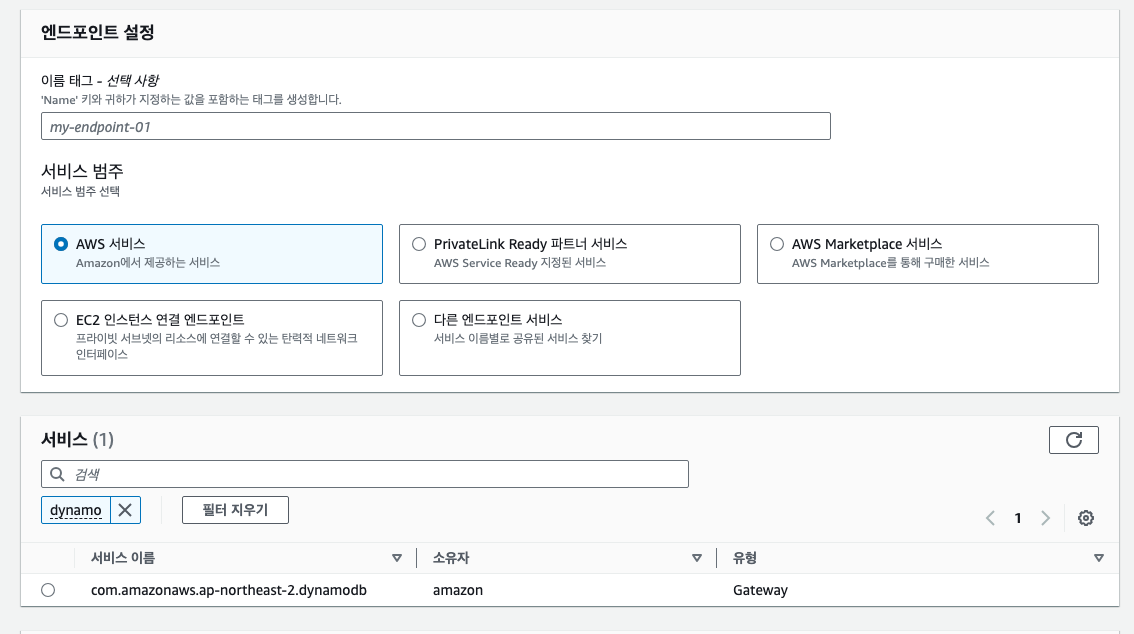 엔드포인트 설정
이름 태그 - 선택 사항
'Name' 키와 귀하가 지정하는 값을 포함하는 태그를 생성합니다.
my-endpoint-01
서비스 범주
서비스 범주 선택
AWS 서비스
Amazon에서 제공하는 서비스
PrivateLink Ready 파트너 서비스
AWS Service Ready 지정된 서비스
AWS Marketplace 서비스
AWS Marketplace를 통해 구매한 서비스
EC2 인스턴스 연결 엔드포인트
프라이빗 서브넷의 리소스에 연결할 수 있는 탄력적 네트워크
인터페이스
다른 엔드포인트 서비스
서비스 이름별로 공유된 서비스 찾기
서비스 (1)
검색
dynamo
필터 지우기
1
서비스 이름 소유자 유형
com.amazonaws.ap-northeast-2.dynamodb amazon Gateway